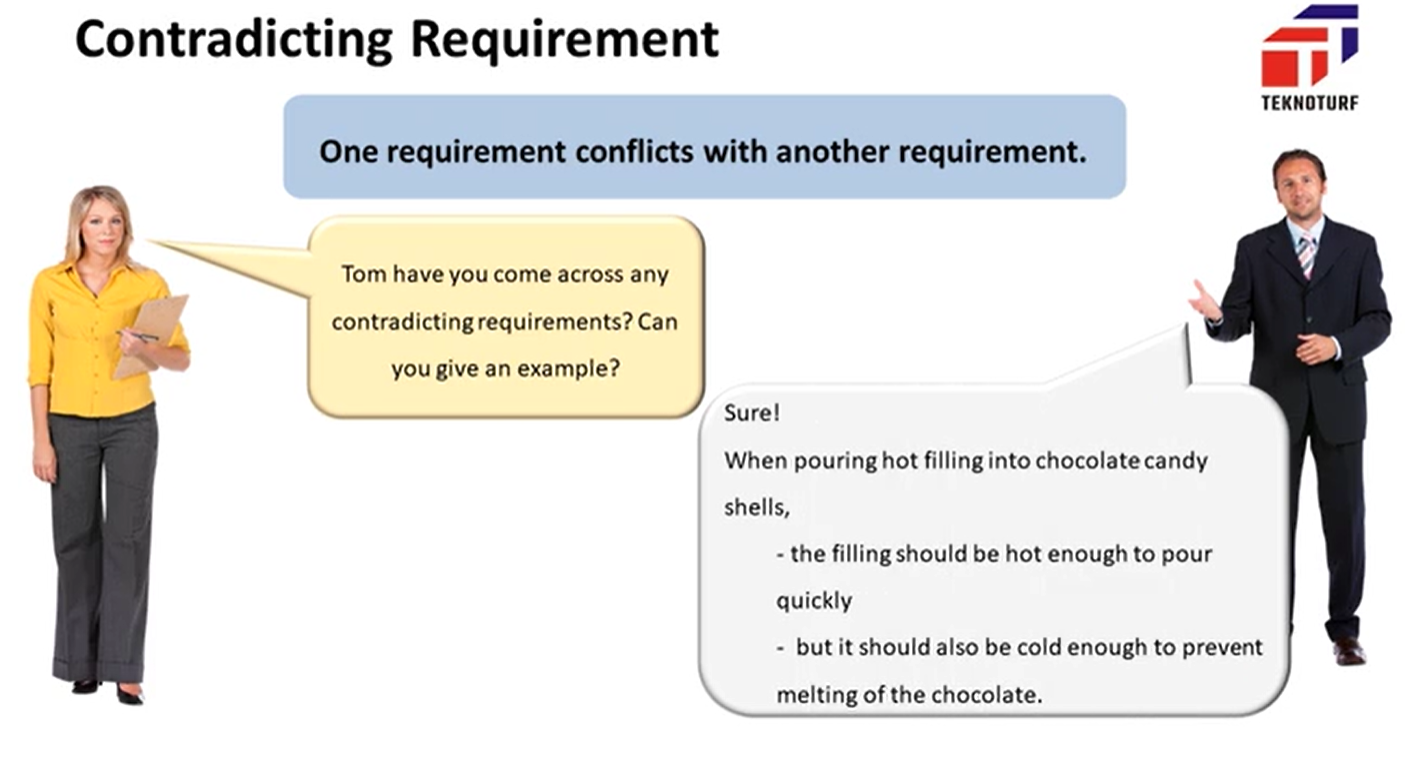 Contradicting Requirement
TEKNOTURF
One requirement conflicts with another requirement.
Tom have you come across any
contradicting requirements? Can
you give an example?
Sure!
When pouring hot filling into chocolate candy
shells,
- the filling should be hot enough to pour
quickly
- but it should also be cold enough to prevent
melting of the chocolate.